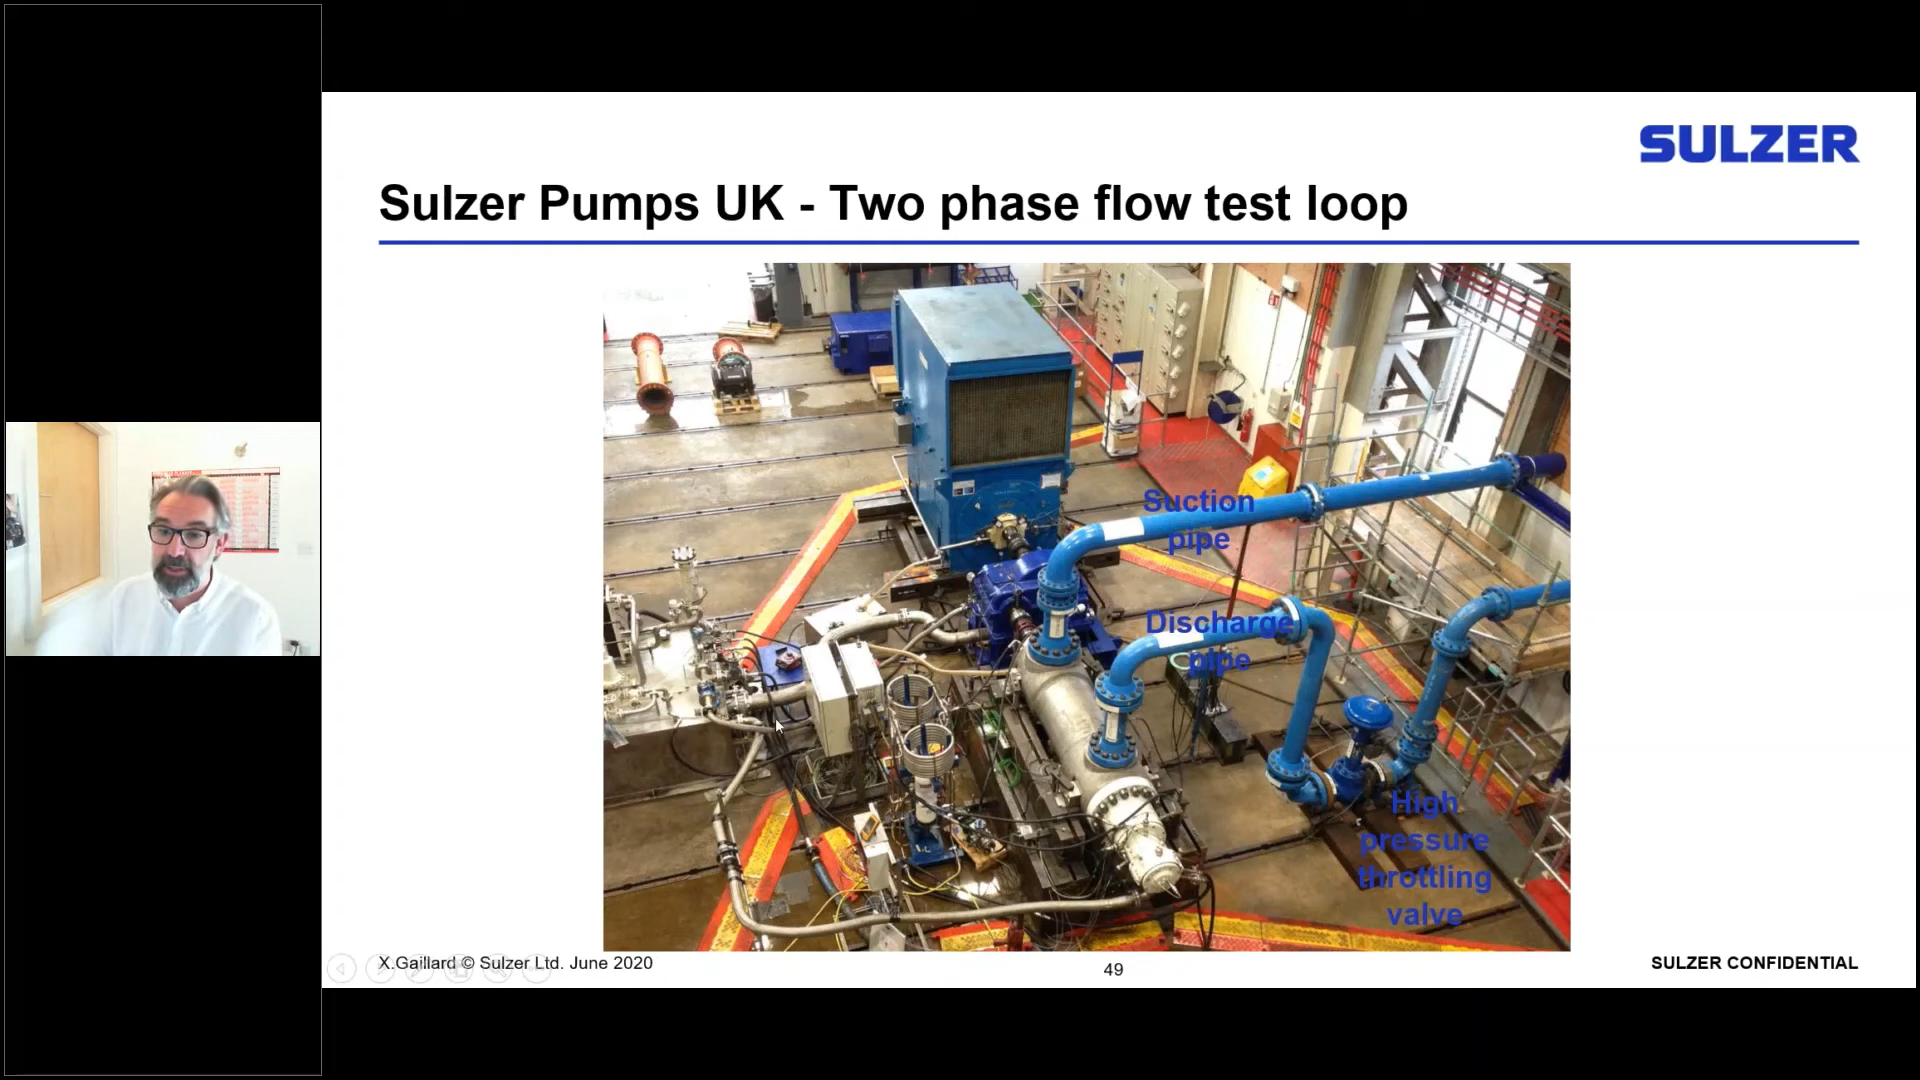 SULZER
Sulzer Pumps UK - Two phase flow test loop
Suction
pipe
Discharge
pipe
High
pressure
throttling
valve
X.Gaillard © Sulzer Ltd. June 2020
49
SULZER CONFIDENTIAL